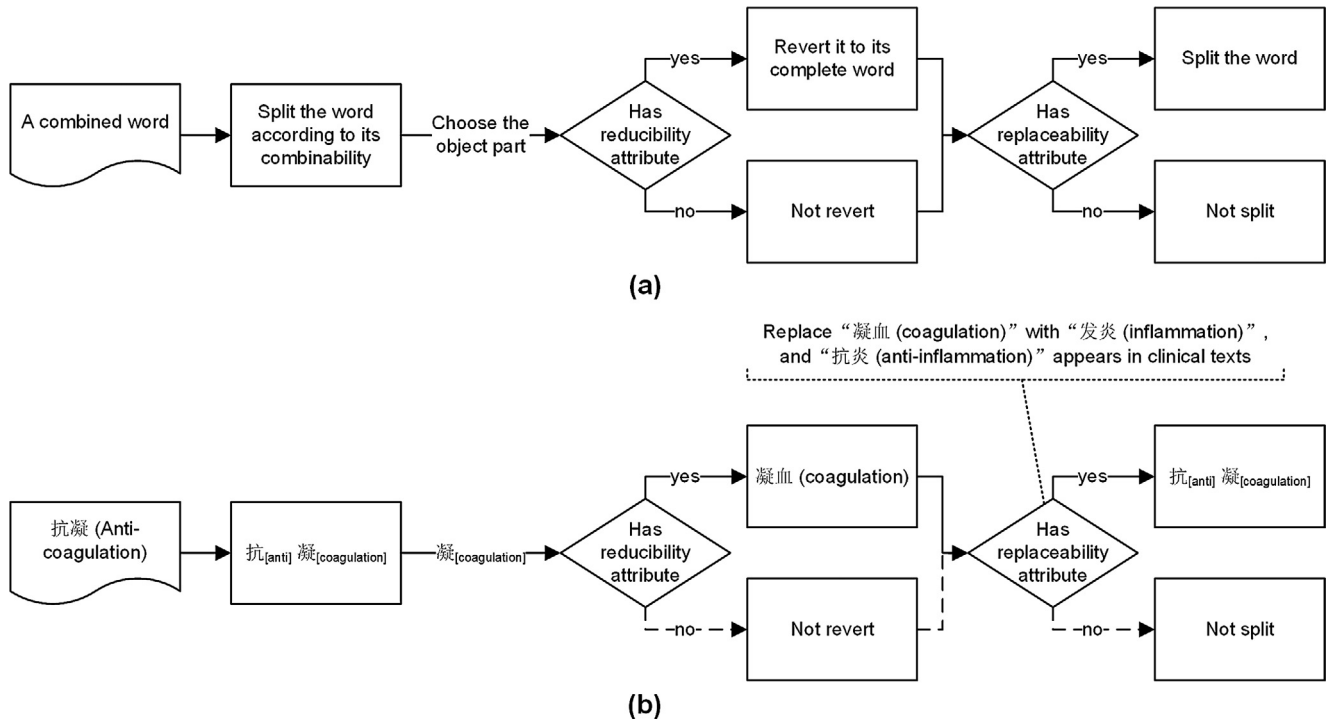 A combined word
Split the word
according to its
combinability
Choose the
object part
Has
reducibility
attribute
yes
Revert it to its
complete word
no
Not revert
Has
replaceability
attribute
yes
Split the word
no
Not split
(a)
Replace “凝血 (coagulation)” with “发炎 (inflammation)” ,
and “抗炎 (anti-inflammation)” appears in clinical texts
抗凝 (Anti-
coagulation)
抗[anti] 凝[coagulation]
凝[coagulation]
Has
reducibility
attribute
yes
凝血 (coagulation)
no
Not revert
Has
replaceability
attribute
yes
抗[anti] 凝[coagulation]
no
Not split
(b)